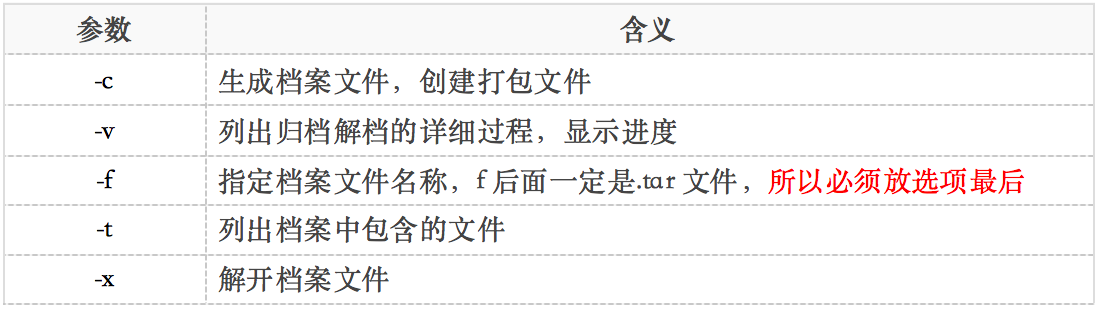 参数 含义
-c 生成档案文件，创建打包文件
-v 列出归档解档的详细过程，显示进度
-f 指定档案文件名称，f 后面一定是.tar 文件，所以必须放选项最后
-t 列出档案中包含的文件
-x 解开档案文件